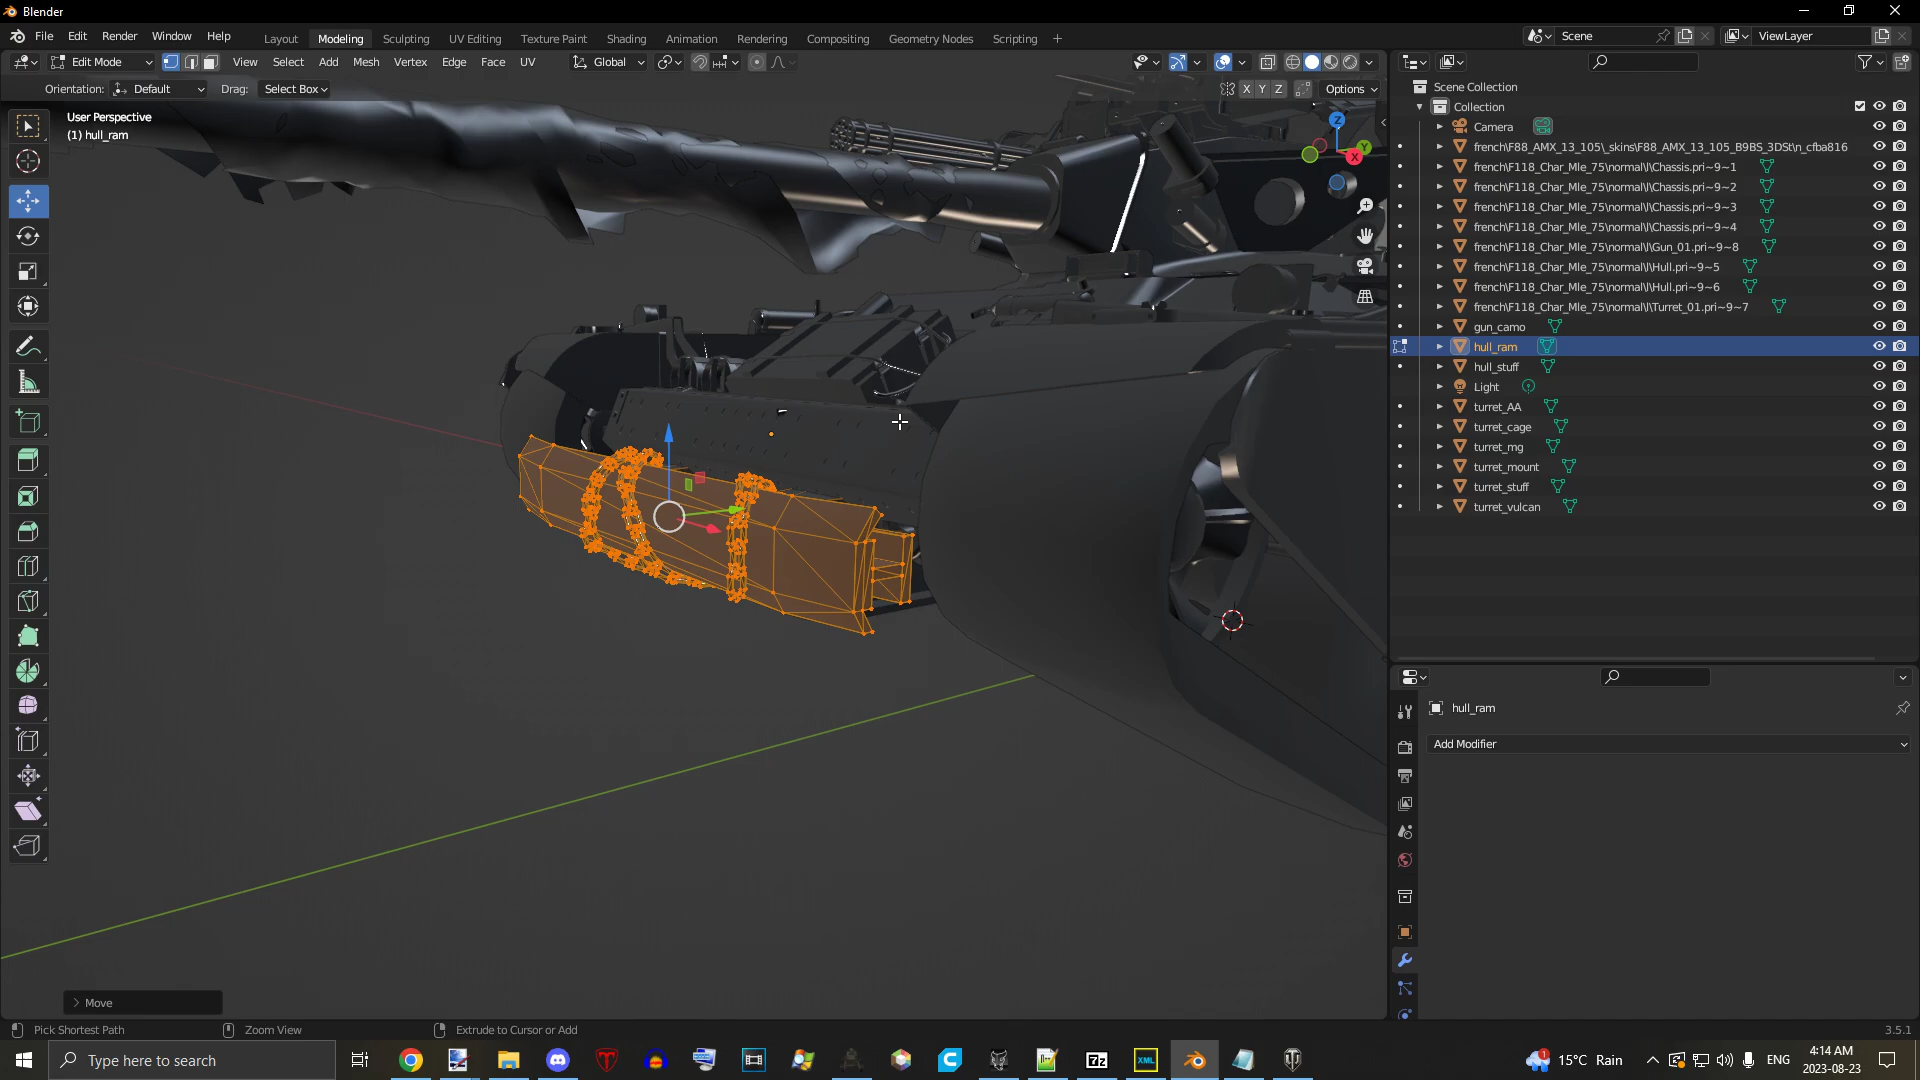 Blender
File Edit Render Window Help
Layout Modeling Sculpting UV Editing Texture Paint Shading Animation Rendering Compositing Geometry Nodes Scripting +
Scene
ViewLayer
Edit Mode View Select Add Mesh Vertex Edge Face UV
Global
Orientation: Default Drag: Select Box
X Y Z Options
User Perspective
(1) hull_ram
Z
Y
X
Scene Collection
Collection
Camera
french\F88_AMX_13_105\_skins\F88_AMX_13_105_B9BS_3DSt\n_cfba816
french\F118_Char_Mle_75\normal\l\Chassis.pri~9~1
french\F118_Char_Mle_75\normal\l\Chassis.pri~9~2
french\F118_Char_Mle_75\normal\l\Chassis.pri~9~3
french\F118_Char_Mle_75\normal\l\Chassis.pri~9~4
french\F118_Char_Mle_75\normal\l\Gun_01.pri~9~8
french\F118_Char_Mle_75\normal\l\Hull.pri~9~5
french\F118_Char_Mle_75\normal\l\Hull.pri~9~6
french\F118_Char_Mle_75\normal\l\Turret_01.pri~9~7
gun_camo
hull_ram
hull_stuff
Light
turret_AA
turret_cage
turret_mg
turret_mount
turret_stuff
turret_vulcan
hull_ram
Add Modifier
Move
Pick Shortest Path
Zoom View
Extrude to Cursor or Add
3.5.1
Type here to search
7z
XML
1
15°C Rain
ENG
4:14 AM
2023-08-23